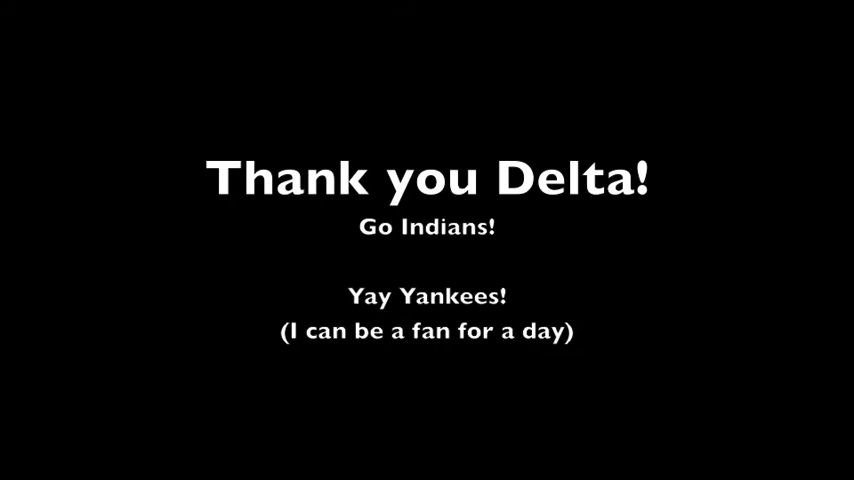 Thank you Delta!
Go Indians!
Yay Yankees!
(I can be a fan for a day)